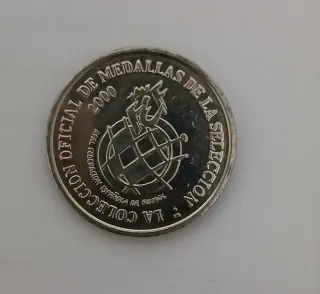 LA COLECCION OFICIAL DE MEDALLAS DE LA SELECCION
2000
REAL FEDERACION ESPAÑOLA DE FUTBOL